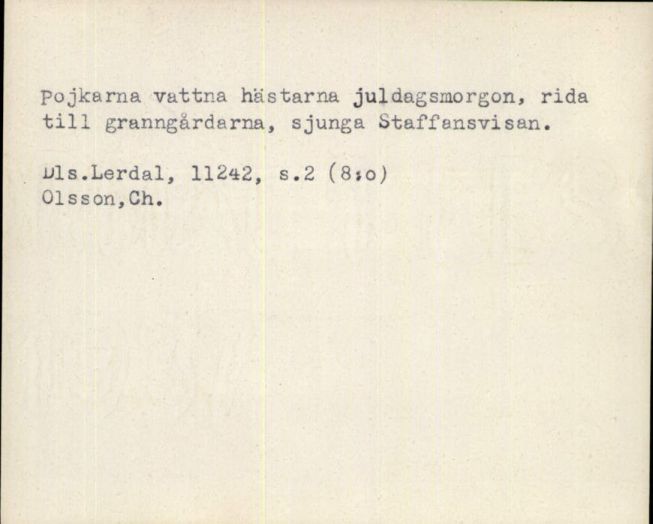 Pojkarna vattna hästarna juldagsmorgon, rida
till granngårdarna, sjunga Staffansvisan.
Dls.Lerdal, 11242, s.2 (8:o)
Olsson,Ch.